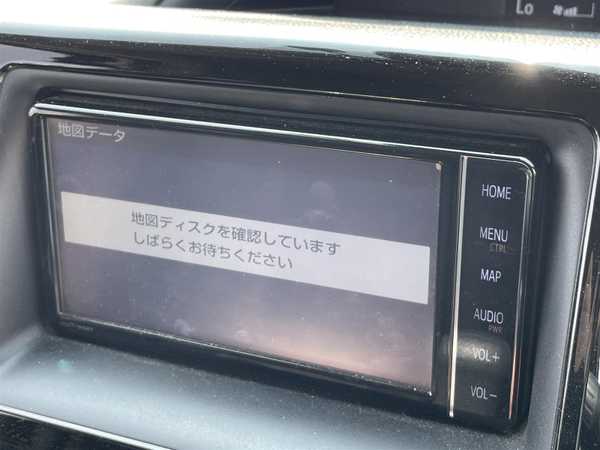 Lo
地図データ
地図ディスクを確認しています
しばらくお待ちください
HOME
MENU
CTRL
MAP
AUDIO
PWR
VOL+
VOL-